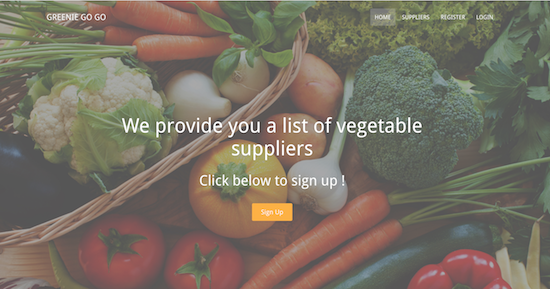 GREENIE GO GO
HOME SUPPLIERS REGISTER LOGIN
We provide you a list of vegetable
suppliers
Click below to sign up !
Sign Up